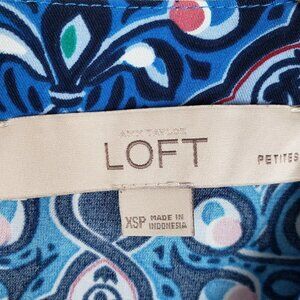 ANN TAYLOR
LOFT
PETITES
XSP
MADE IN
INDONESIA